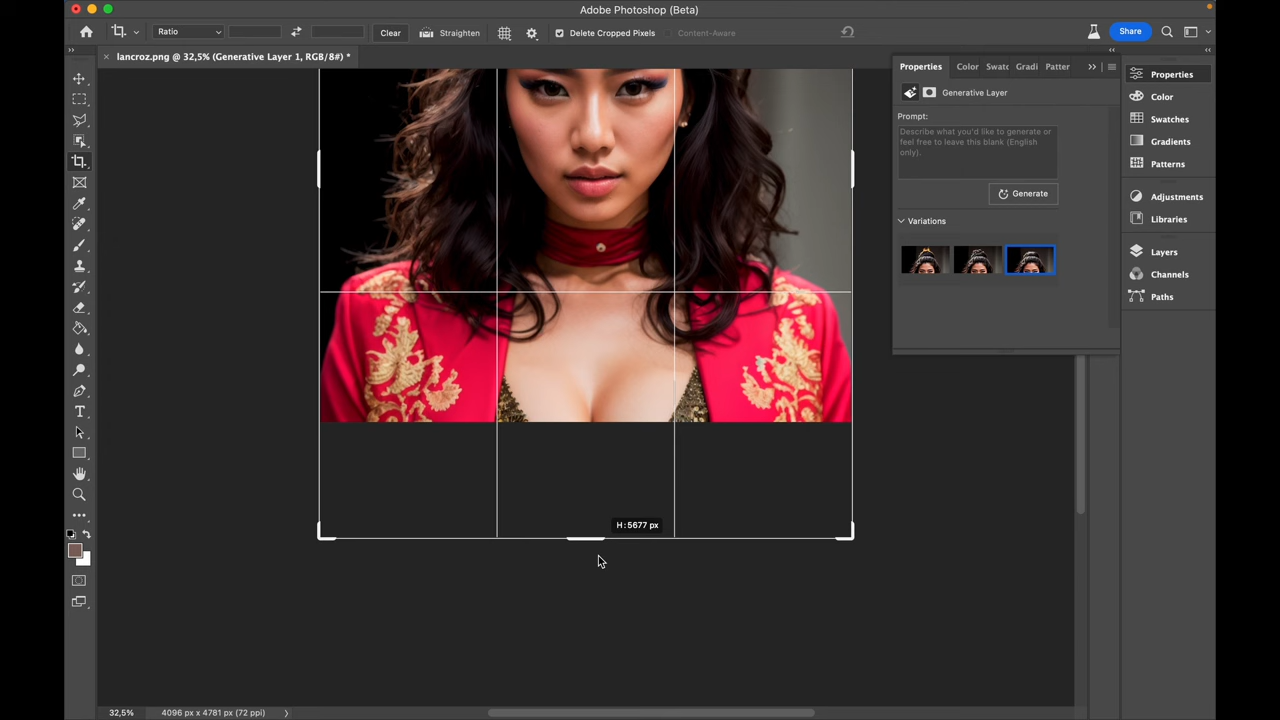 Adobe Photoshop (Beta)
Ratio
Clear
Straighten
Delete Cropped Pixels
Content-Aware
Share
lancroz.png @ 32,5% (Generative Layer 1, RGB/8#) *
Properties
Color
Swatc
Gradi
Patter
Generative Layer
Prompt:
Describe what you'd like to generate or
feel free to leave this blank (English
only).
Generate
Variations
Properties
Color
Swatches
Gradients
Patterns
Adjustments
Libraries
Layers
Channels
Paths
H: 5677 px
32,5%
4096 px x 4781 px (72 ppi)